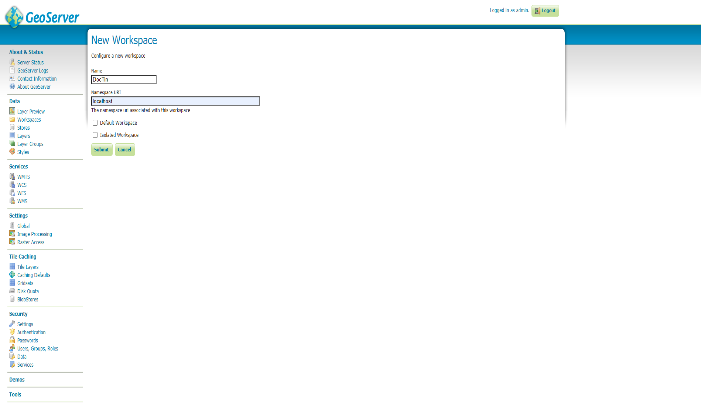 GeoServer
Logged in as admin.
Logout
About & Status
Server Status
GeoServer Logs
Contact Information
About GeoServer
Data
Layer Preview
Workspaces
Stores
Layers
Layer Groups
Styles
Services
WMTS
WCS
WFS
WMS
Settings
Global
Image Processing
Raster Access
Tile Caching
Tile Layers
Caching Defaults
Gridsets
Disk Quota
BlobStores
Security
Settings
Authentication
Passwords
Users, Groups, Roles
Data
Services
Demos
Tools
New Workspace
Configure a new workspace
Name
Namespace URI
localhost
The namespace uri associated with this workspace
Default Workspace
Isolated Workspace
Submit
Cancel